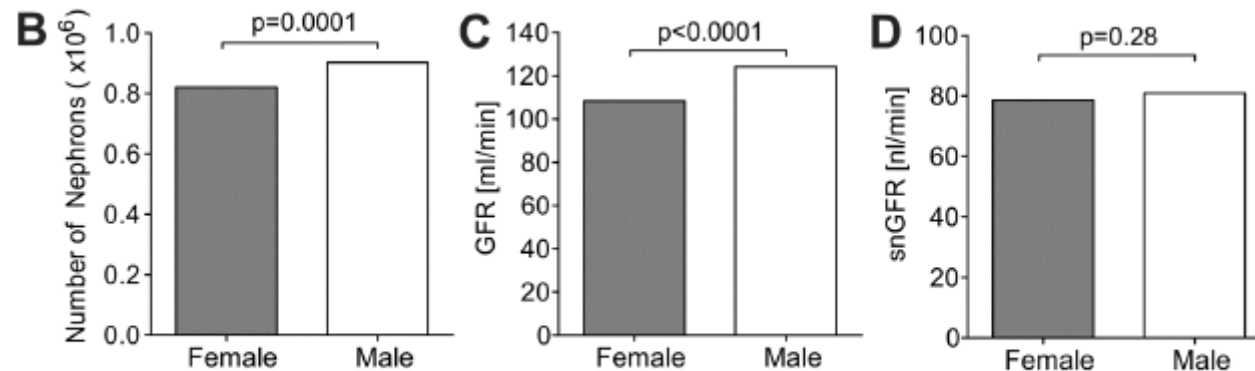 B
Number of Nephrons ( x10⁶)
1.0
0.8
0.6
0.4
0.2
0.0
p=0.0001
Female Male
C
GFR [ml/min]
140
120
100
80
60
40
20
0
p<0.0001
Female Male
D
snGFR [nl/min]
100
80
60
40
20
0
p=0.28
Female Male